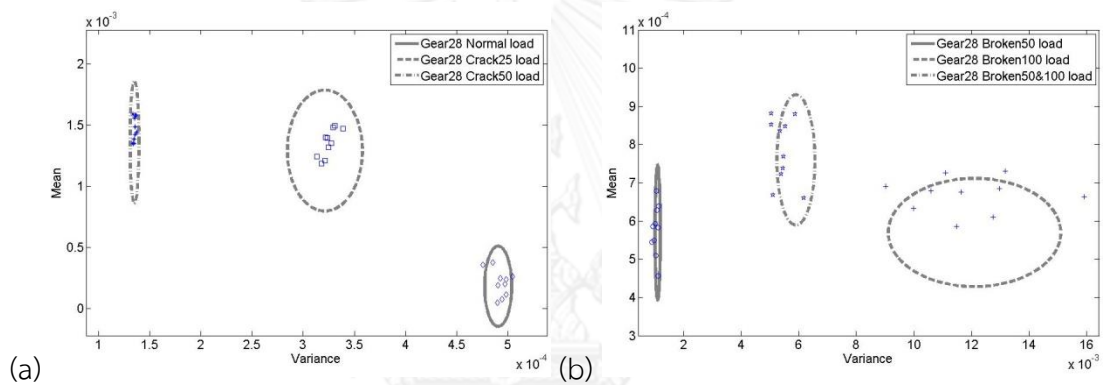 x 10⁻³
Gear28 Normal load
Gear28 Crack25 load
Gear28 Crack50 load
2
1.5
1
0.5
0
Mean
1
1.5
2
2.5
3
3.5
4
4.5
5
Variance
x 10⁻⁴
(a)
x 10⁻⁴
Gear28 Broken50 load
Gear28 Broken100 load
Gear28 Broken50&100 load
11
10
9
8
7
6
5
4
3
Mean
2
4
6
8
10
12
14
16
Variance
x 10⁻³
(b)